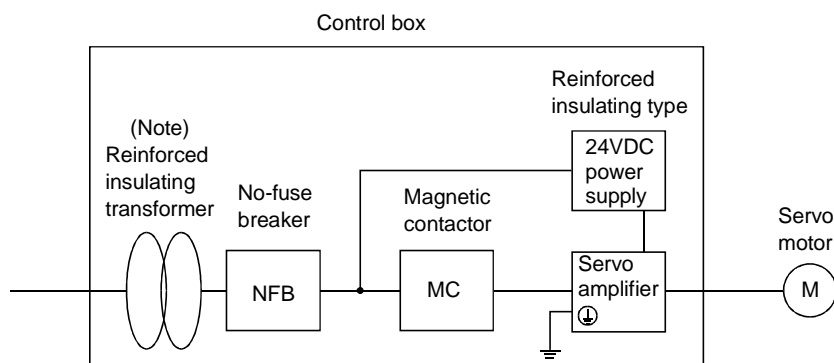 Control box
Reinforced
insulating type
(Note)
Reinforced
insulating
transformer
No-fuse
breaker
Magnetic
contactor
24VDC
power
supply
Servo
motor
NFB
MC
Servo
amplifier
M